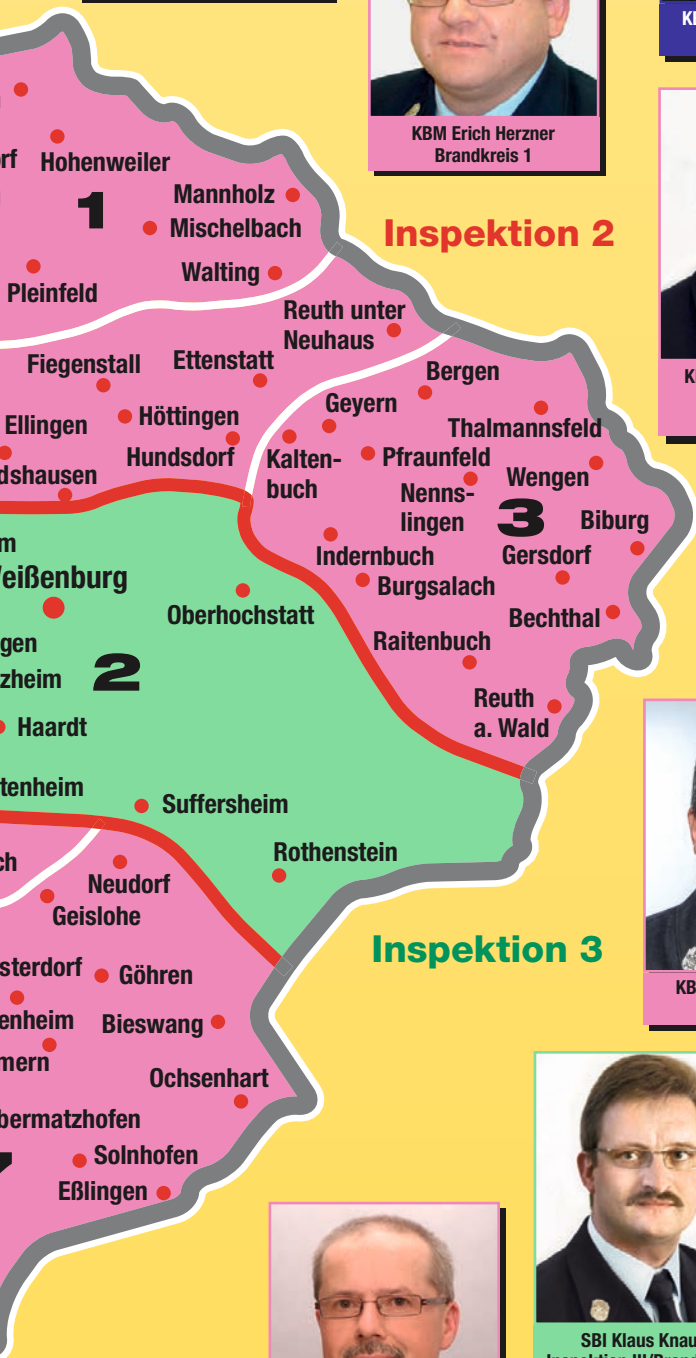 KBM Erich Herzner
Brandkreis 1
Inspektion 2
Hohenweiler
1
Mannholz
Mischelbach
Walting
Pleinfeld
Reuth unter
Neuhaus
Fiegenstall
Ettenstatt
Bergen
Geyern
Ellingen
Höttingen
Thalmannsfeld
Hundsdorf
Kalten-
buch
Pfraunfeld
Wengen
Nenns-
lingen
3
Biburg
Indernbuch
Gersdorf
Burgsalach
Bechthal
Oberhochstatt
Raitenbuch
2
Reuth
a. Wald
Haardt
Suffersheim
Rothenstein
Neudorf
Geislohe
Inspektion 3
Göhren
Bieswang
Ochsenhart
Solnhofen
Eßlingen
SBI Klaus Knau